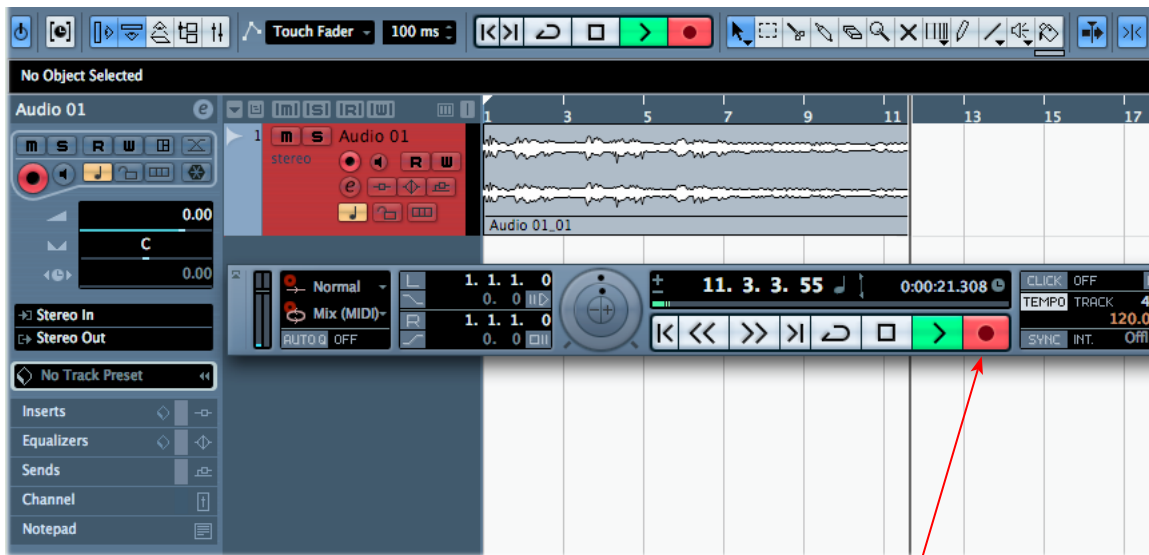 Touch Fader 100 ms
No Object Selected
Audio 01 e m S R W
1 3 5 7 9 11 13 15 17
m S R W
1 m S Audio 01
stereo R W
e
0.00
Audio 01_01
C
0.00
Normal L 1. 1. 1. 0
0. 0
11. 3. 3. 55 0:00:21.308
CLICK OFF
Mix (MIDI) R 1. 1. 1. 0
TEMPO TRACK 4
120.0
AUTO Q OFF 0. 0
SYNC INT. Offl
Stereo In
Stereo Out
No Track Preset
Inserts
Equalizers
Sends
Channel
Notepad